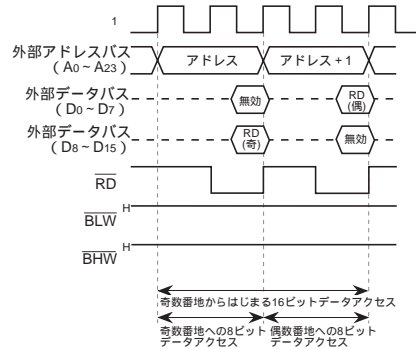 1
外部アドレスバス
(A0~A23)
アドレス
アドレス+1
外部データバス
(D0~D7)
無効
RD
(偶)
外部データバス
(D8~D15)
RD
(奇)
無効
RD
BLW
H
BHW
H
奇数番地からはじまる16ビットデータアクセス
奇数番地への8ビット
データアクセス
偶数番地への8ビット
データアクセス